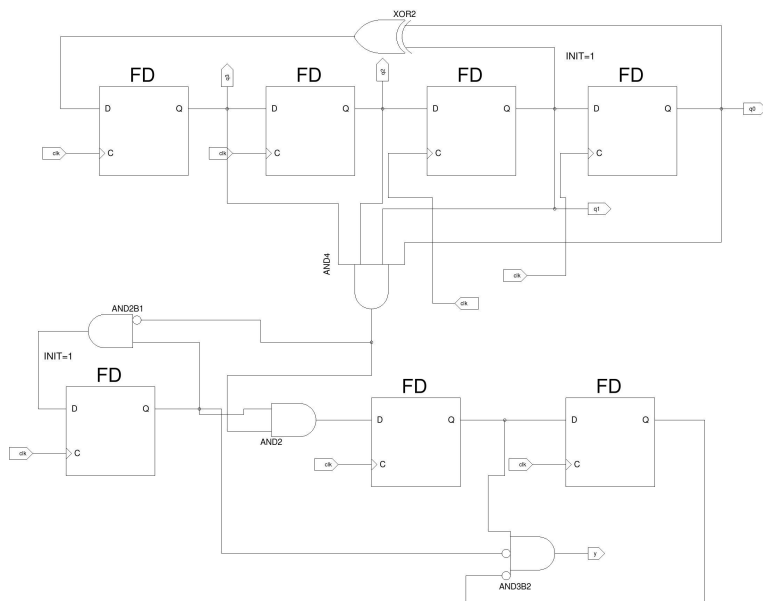 XOR2
INIT=1
FD
FD
FD
FD
q3
q2
D
Q
D
Q
D
Q
D
Q
q0
clk
C
clk
C
C
C
q1
AND4
clk
clk
AND2B1
INIT=1
FD
FD
FD
D
Q
AND2
D
Q
D
Q
clk
C
clk
C
clk
C
y
AND3B2